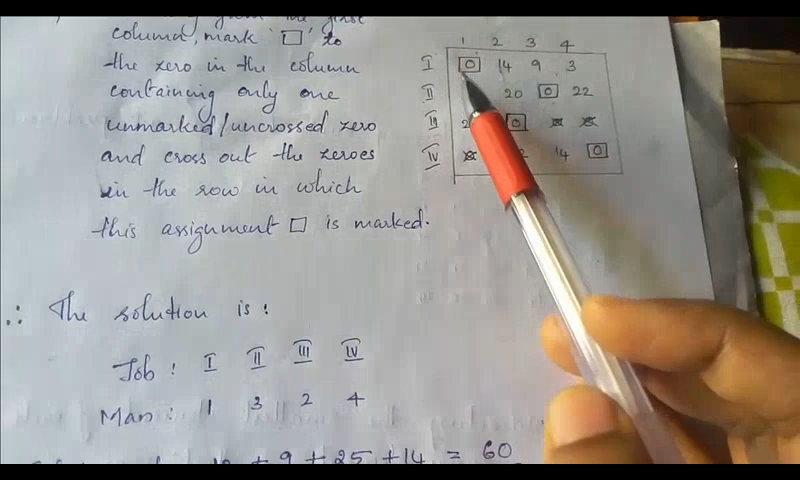 the first
column, mark '□' to
the zero in the column
containing only one
unmarked/uncrossed zero
and cross out the zeroes
in the row in which
this assignment □ is marked.
1 2 3 4
I 0 14 9 3
II 20 0 22
III 0
IV 14 0
∴ The solution is :
Job : I II III IV
Man : 1 3 2 4
+ 9 + 25 + 14 = 60